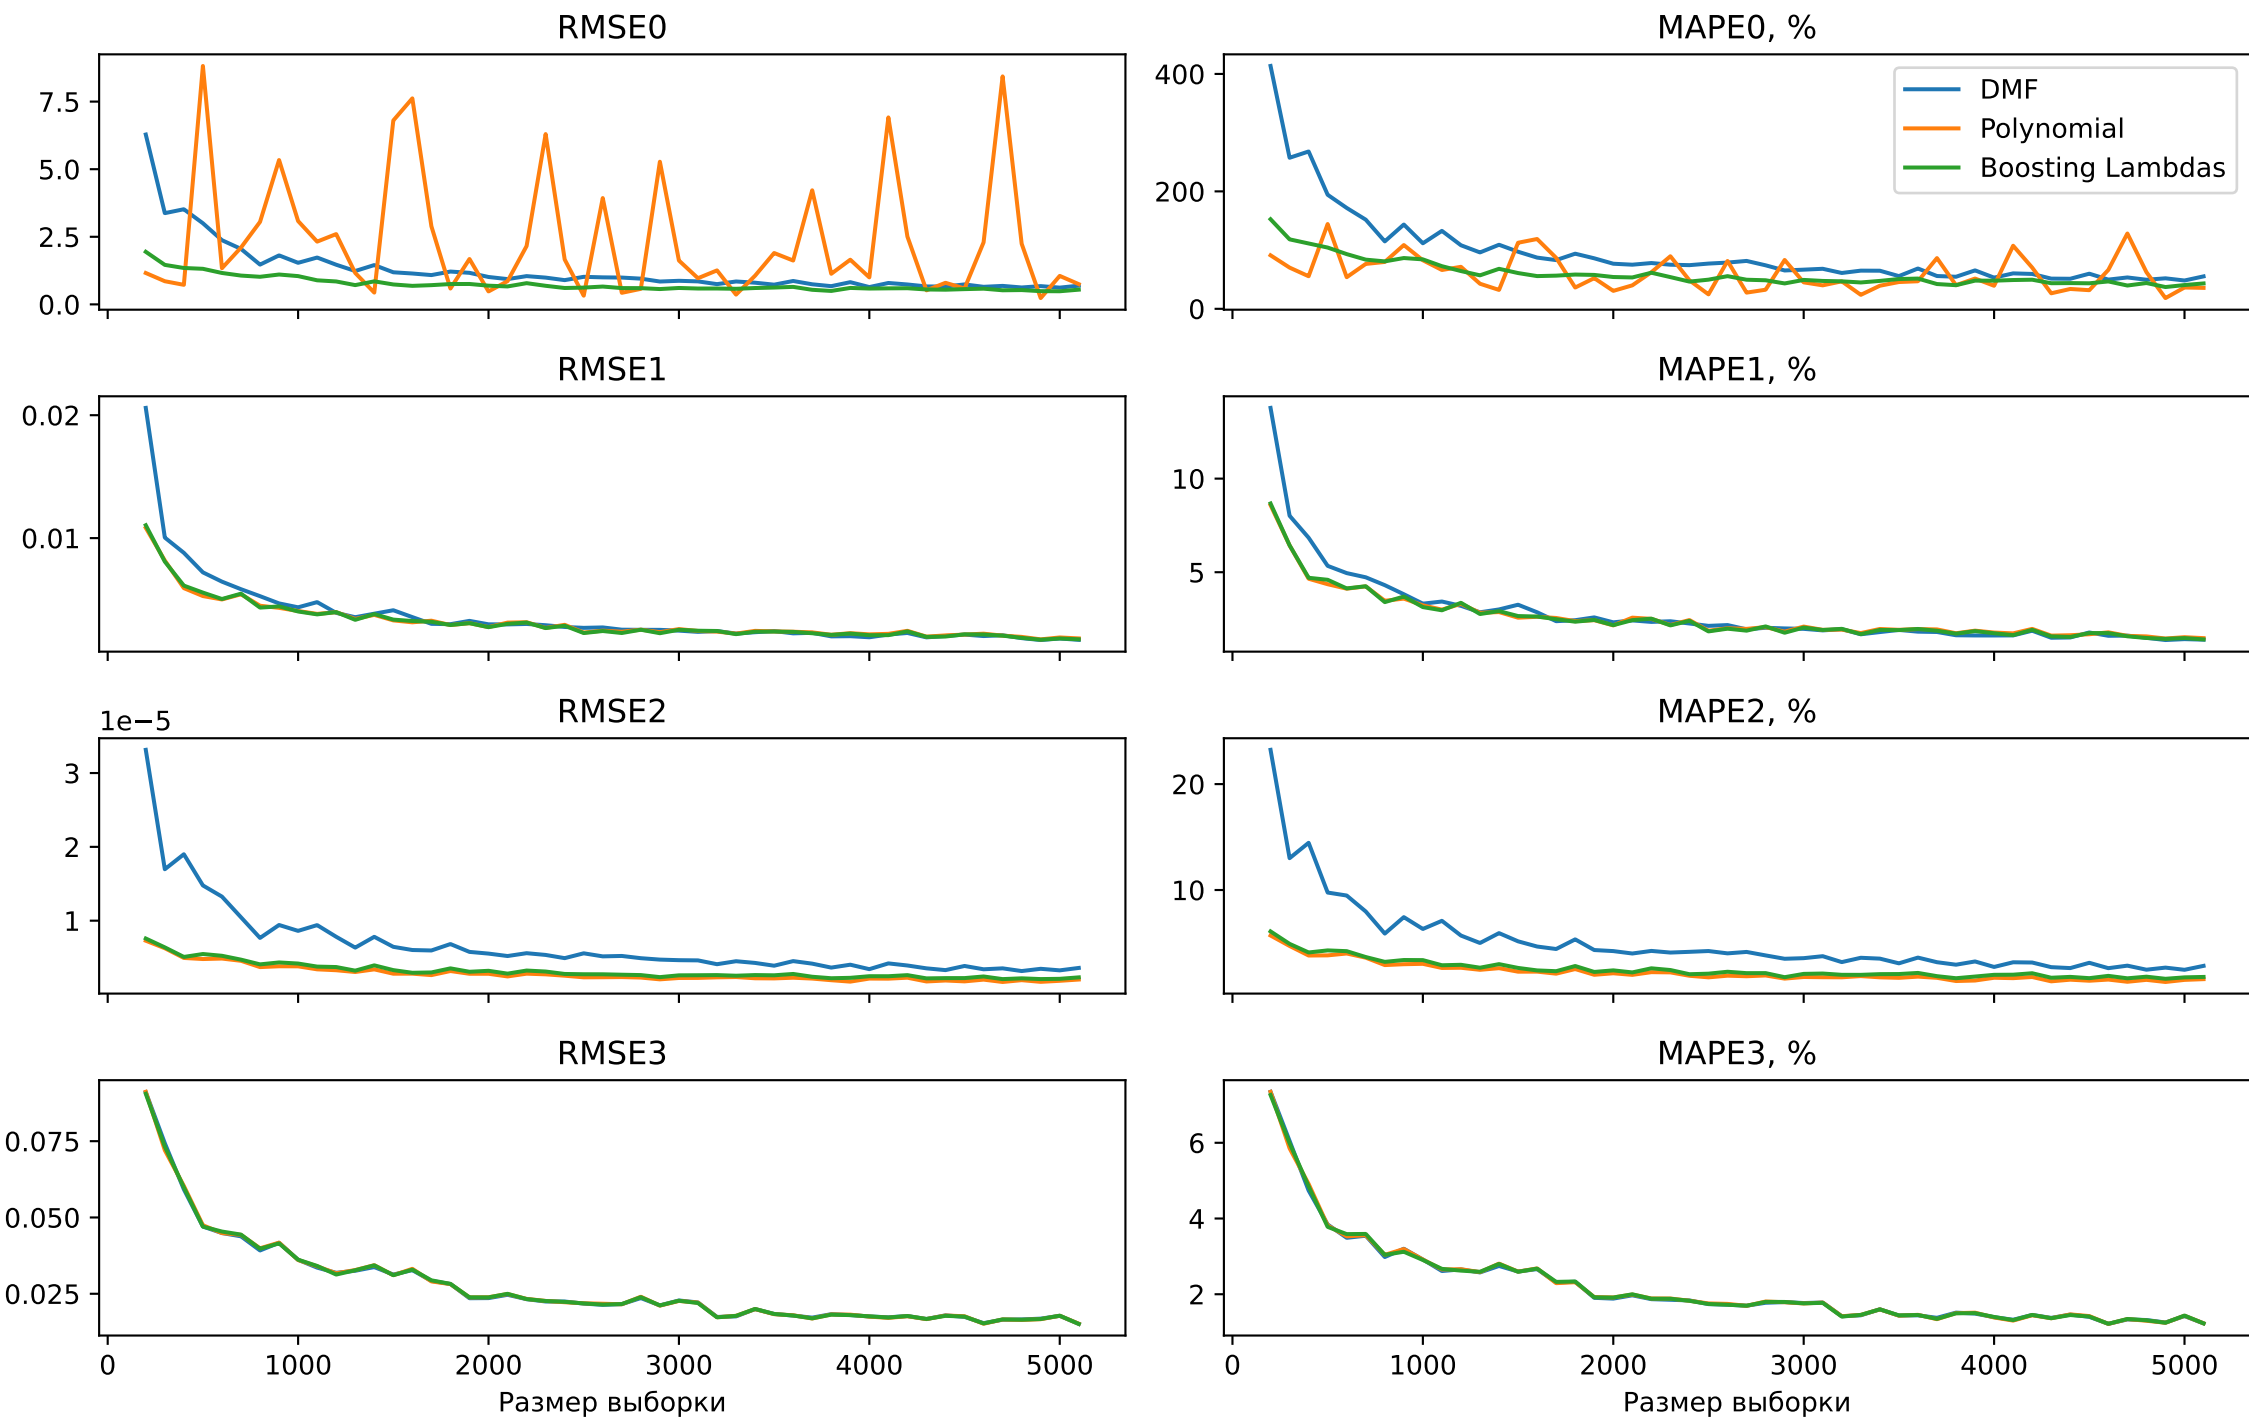 RMSE0
7.5
5.0
2.5
0.0
MAPE0, %
400
200
0
DMF
Polynomial
Boosting Lambdas
RMSE1
0.02
0.01
MAPE1, %
10
5
RMSE2
1e−5
3
2
1
MAPE2, %
20
10
RMSE3
0.075
0.050
0.025
0 1000 2000 3000 4000 5000
Размер выборки
MAPE3, %
6
4
2
0 1000 2000 3000 4000 5000
Размер выборки